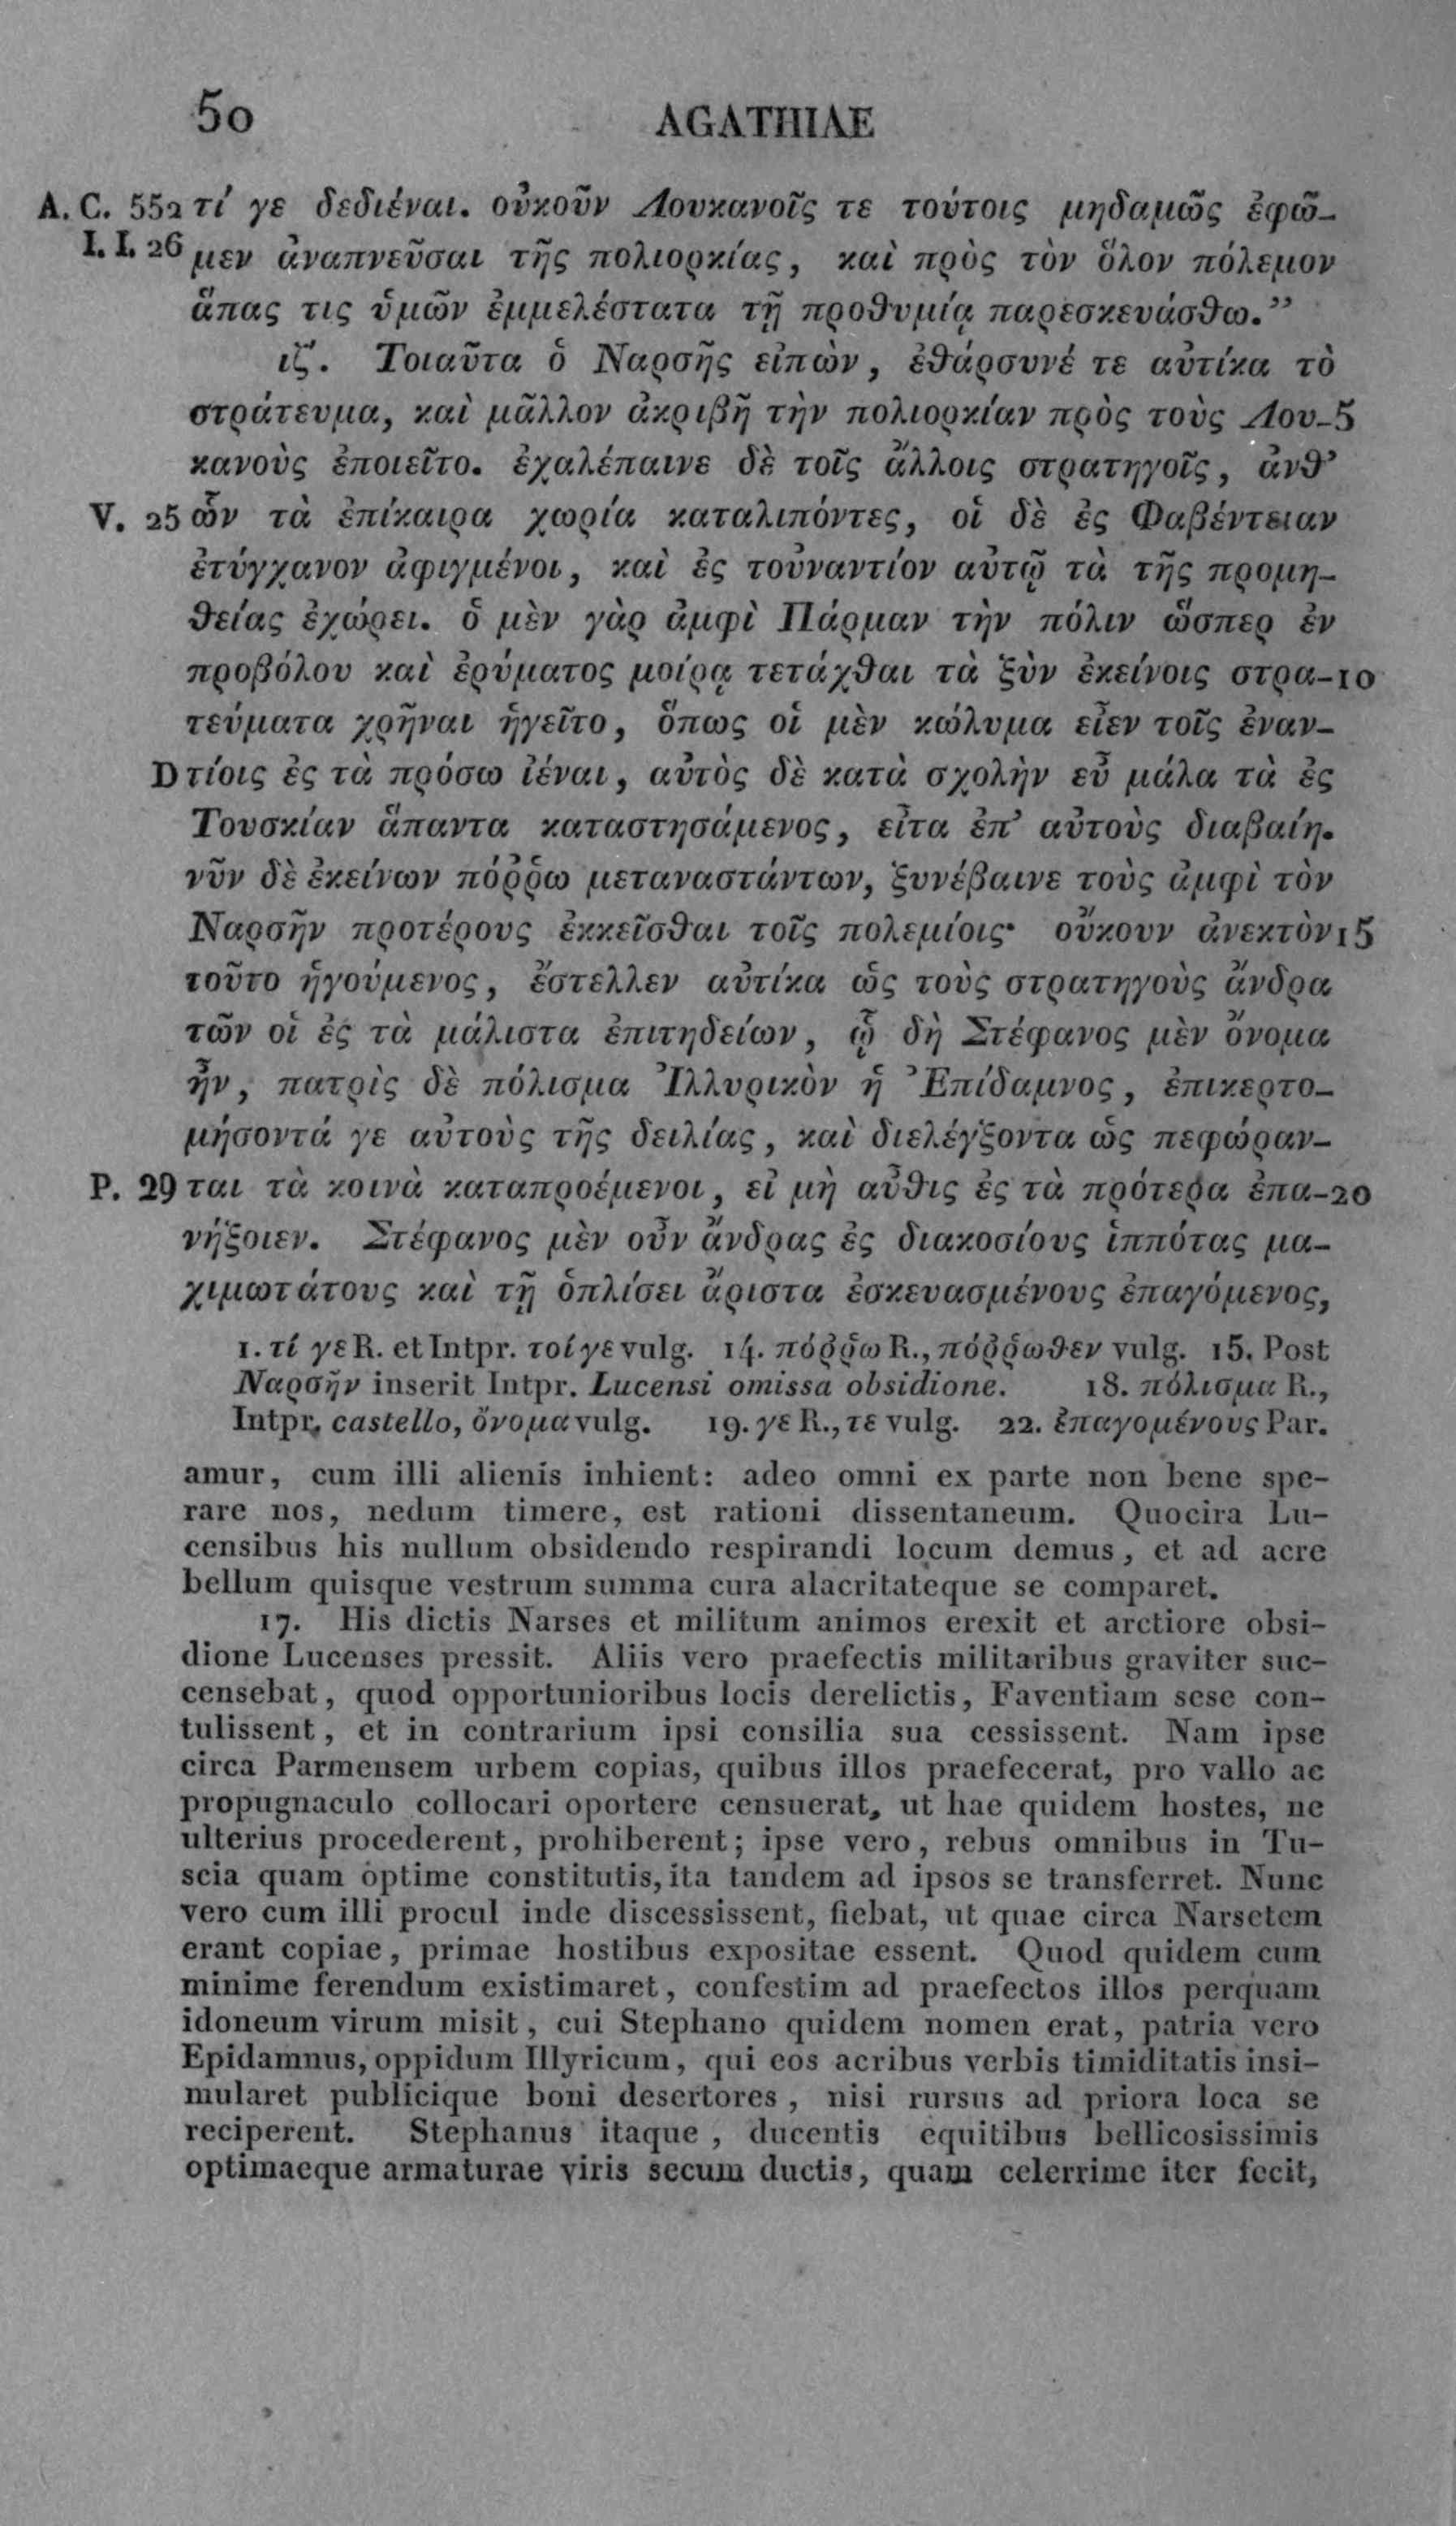 50 AGATHIAE
A. C. 552 τί γε δεδιέναι. οὐκοῦν Λουκανοῖς τε τούτοις μηδαμῶς ἐφῶ-
I. I. 26 μεν ἀναπνεῦσαι τῆς πολιορκίας, καὶ πρὸς τὸν ὅλον πόλεμον
ἅπας τις ὑμῶν ἐμμελέστατα τῇ προθυμίᾳ παρεσκευάσθω.”
ιζ΄. Τοιαῦτα ὁ Ναρσῆς εἰπὼν, ἐθάρσυνέ τε αὐτίκα τὸ
στράτευμα, καὶ μᾶλλον ἀκριβῆ τὴν πολιορκίαν πρὸς τοὺς Λου-5
κανοὺς ἐποιεῖτο. ἐχαλέπαινε δὲ τοῖς ἄλλοις στρατηγοῖς, ἀνθ’
V. 25 ὧν τὰ ἐπίκαιρα χωρία καταλιπόντες, οἱ δὲ ἐς Φαβέντειαν
ἐτύγχανον ἀφιγμένοι, καὶ ἐς τοὐναντίον αὐτῷ τὰ τῆς προμη-
θείας ἐχώρει. ὁ μὲν γὰρ ἀμφὶ Πάρμαν τὴν πόλιν ὥσπερ ἐν
προβόλου καὶ ἐρύματος μοίρᾳ τετάχθαι τὰ ξὺν ἐκείνοις στρα-10
τεύματα χρῆναι ἡγεῖτο, ὅπως οἱ μὲν κώλυμα εἶεν τοῖς ἐναν-
D τίοις ἐς τὰ πρόσω ἰέναι, αὐτὸς δὲ κατὰ σχολὴν εὖ μάλα τὰ ἐς
Τουσκίαν ἅπαντα καταστησάμενος, εἶτα ἐπ’ αὐτοὺς διαβαίη.
νῦν δὲ ἐκείνων πόῤῥω μεταναστάντων, ξυνέβαινε τοὺς ἀμφὶ τὸν
Ναρσῆν προτέρους ἐκκεῖσθαι τοῖς πολεμίοις· οὔκουν ἀνεκτὸν 15
τοῦτο ἡγούμενος, ἔστελλεν αὐτίκα ὡς τοὺς στρατηγοὺς ἄνδρα
τῶν οἱ ἐς τὰ μάλιστα ἐπιτηδείων, ᾧ δὴ Στέφανος μὲν ὄνομα
ἦν, πατρὶς δὲ πόλισμα Ἰλλυρικὸν ἡ Ἐπίδαμνος, ἐπικερτο-
μήσοντά γε αὐτοὺς τῆς δειλίας, καὶ διελέγξοντα ὡς πεφώραν-
P. 29 ται τὰ κοινὰ καταπροέμενοι, εἰ μὴ αὖθις ἐς τὰ πρότερα ἐπα-20
νήξοιεν. Στέφανος μὲν οὖν ἄνδρας ἐς διακοσίους ἱππότας μα-
χιμωτάτους καὶ τῇ ὁπλίσει ἄριστα ἐσκευασμένους ἐπαγόμενος,
1. τί γε R. et Intpr. τοίγε vulg. 14. πόῤῥω R., πόῤῥωθεν vulg. 15. Post
Ναρσῆν inserit Intpr. Lucensi omissa obsidione. 18. πόλισμα R.,
Intpr. castello, ὄνομα vulg. 19. γε R., τε vulg. 22. ἐπαγομένους Par.
amur, cum illi alienis inhient: adeo omni ex parte non bene spe-
rare nos, nedum timere, est rationi dissentaneum. Quocira Lu-
censibus his nullum obsidendo respirandi locum demus, et ad acre
bellum quisque vestrum summa cura alacritateque se comparet.
17. His dictis Narses et militum animos erexit et arctiore obsi-
dione Lucenses pressit. Aliis vero praefectis militaribus graviter suc-
censebat, quod opportunioribus locis derelictis, Faventiam sese con-
tulissent, et in contrarium ipsi consilia sua cessissent. Nam ipse
circa Parmensem urbem copias, quibus illos praefecerat, pro vallo ac
propugnaculo collocari oportere censuerat, ut hae quidem hostes, ne
ulterius procederent, prohiberent; ipse vero, rebus omnibus in Tu-
scia quam optime constitutis, ita tandem ad ipsos se transferret. Nunc
vero cum illi procul inde discessissent, fiebat, ut quae circa Narsetem
erant copiae, primae hostibus expositae essent. Quod quidem cum
minime ferendum existimaret, confestim ad praefectos illos perquam
idoneum virum misit, cui Stephano quidem nomen erat, patria vero
Epidamnus, oppidum Illyricum, qui eos acribus verbis timiditatis insi-
mularet publicique boni desertores, nisi rursus ad priora loca se
reciperent. Stephanus itaque, ducentis equitibus bellicosissimis
optimaeque armaturae viris secum ductis, quam celerrime iter fecit,